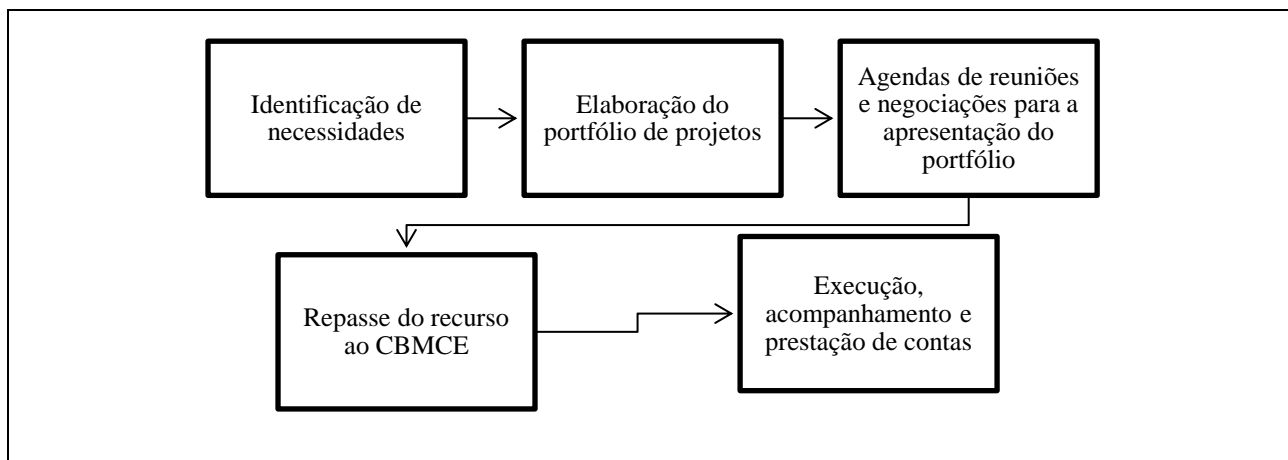 Identificação de
necessidades
Elaboração do
portfólio de projetos
Agendas de reuniões
e negociações para a
apresentação do
portfólio
Repasse do recurso
ao CBMCE
Execução,
acompanhamento e
prestação de contas